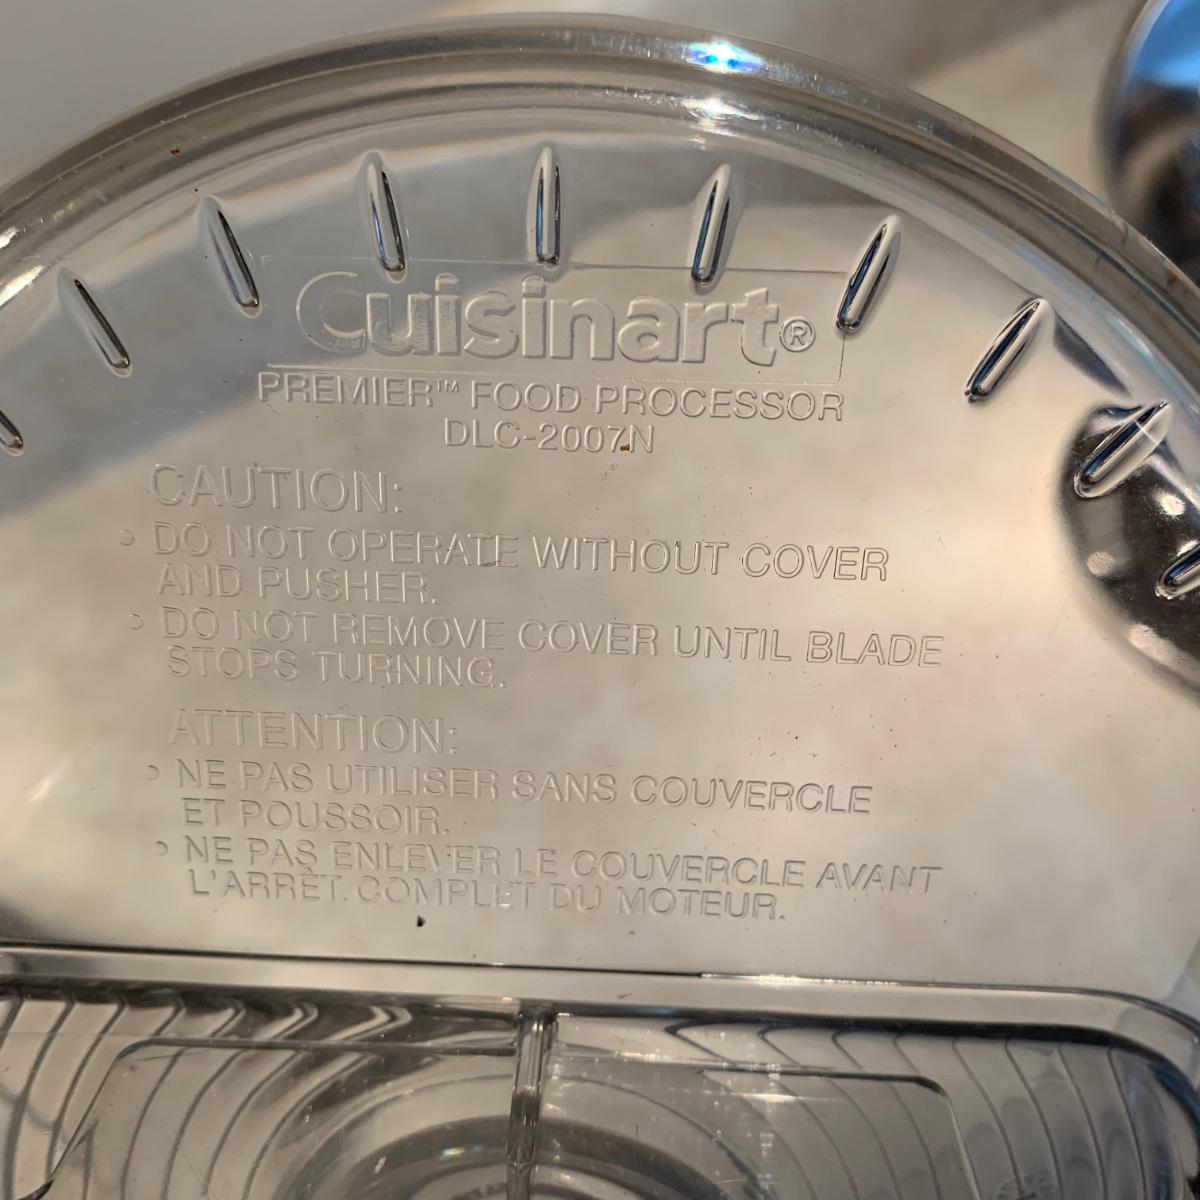 Cuisinart®
PREMIER™ FOOD PROCESSOR
DLC-2007N
CAUTION:
• DO NOT OPERATE WITHOUT COVER
AND PUSHER.
• DO NOT REMOVE COVER UNTIL BLADE
STOPS TURNING.
ATTENTION:
• NE PAS UTILISER SANS COUVERCLE
ET POUSSOIR.
• NE PAS ENLEVER LE COUVERCLE AVANT
L'ARRÊT COMPLET DU MOTEUR.